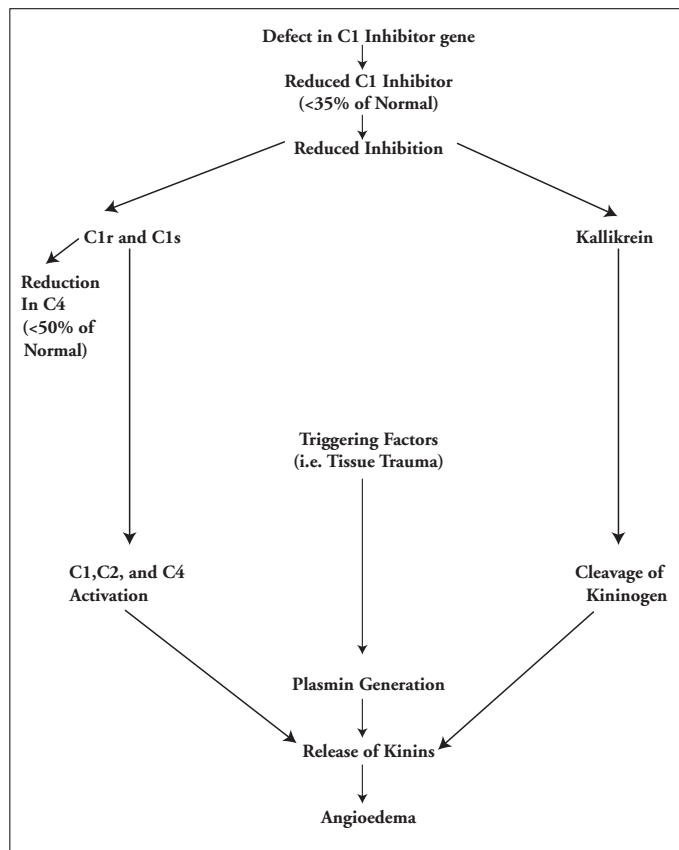 Defect in C1 Inhibitor gene
Reduced C1 Inhibitor
(<35% of Normal)
Reduced Inhibition
C1r and C1s
Kallikrein
Reduction
In C4
(<50% of
Normal)
Triggering Factors
(i.e. Tissue Trauma)
C1,C2, and C4
Activation
Cleavage of
Kininogen
Plasmin Generation
Release of Kinins
Angioedema